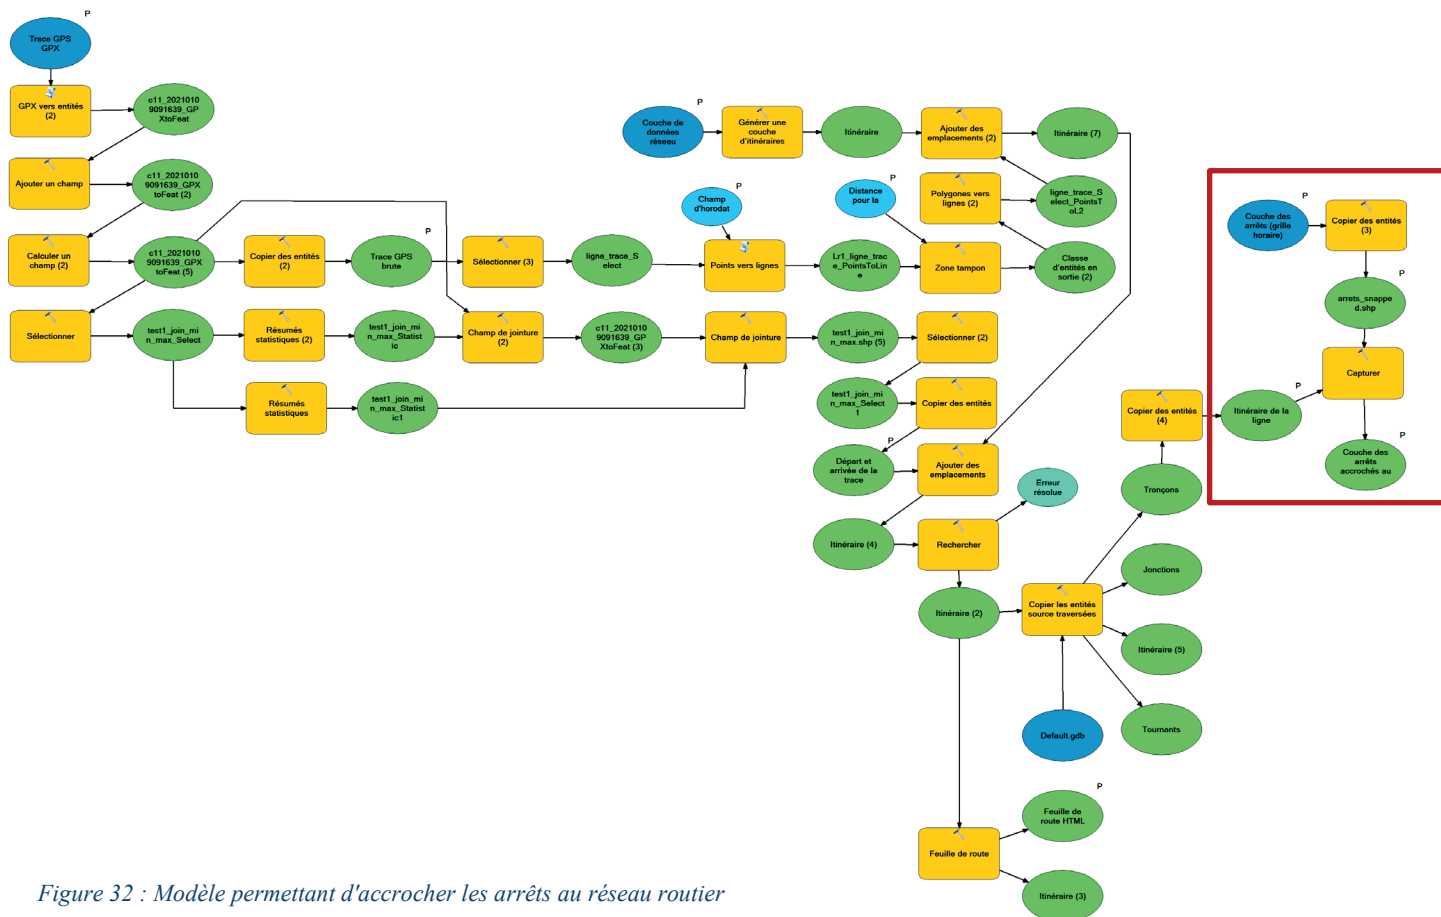 P
Trace GPS
GPX
GPX vers entités
(2)
c11_2021010
9091639_GP
XtoFeat
Ajouter un champ
c11_2021010
9091639_GPX
toFeat (2)
Calculer un
champ (2)
c11_2021010
9091639_GPX
toFeat (5)
Copier des entités
(2)
P
Trace GPS
brute
Sélectionner (3)
ligne_trace_S
elect
P
Champ
d'horodat
Points vers lignes
Lr1_ligne_trac
e_PointsToLin
e
P
Distance
pour la
Zone tampon
Classe
d'entités en
sortie (2)
Polygones vers
lignes (2)
ligne_trace_S
elect_PointsT
oL2
P
Couche de
données
réseau
Générer une
couche
d'itinéraires
Itinéraire
Ajouter des
emplacements (2)
Itinéraire (7)
Sélectionner
test1_join_mi
n_max_Select
Résumés
statistiques (2)
test1_join_mi
n_max_Statist
ic
Champ de jointure
(2)
c11_2021010
9091639_GP
XtoFeat (3)
Champ de jointure
test1_join_mi
n_max.shp (5)
Sélectionner (2)
Résumés
statistiques
test1_join_mi
n_max_Statist
ic1
test1_join_mi
n_max_Select
1
Copier des entités
P
Départ et
arrivée de la
trace
Ajouter des
emplacements
Itinéraire (4)
Rechercher
Erreur
résolue
Itinéraire (2)
Copier les entités
source traversées
Default.gdb
Tronçons
Jonctions
Itinéraire (5)
Tournants
Copier des entités
(4)
P
Itinéraire de la
ligne
P
Couche des
arrêts (grille
horaire)
Copier des entités
(3)
P
arrets_snappe
d.shp
Capturer
P
Couche des
arrêts
accrochés au
Feuille de route
P
Feuille de
route HTML
Itinéraire (3)
Figure 32 : Modèle permettant d'accrocher les arrêts au réseau routier